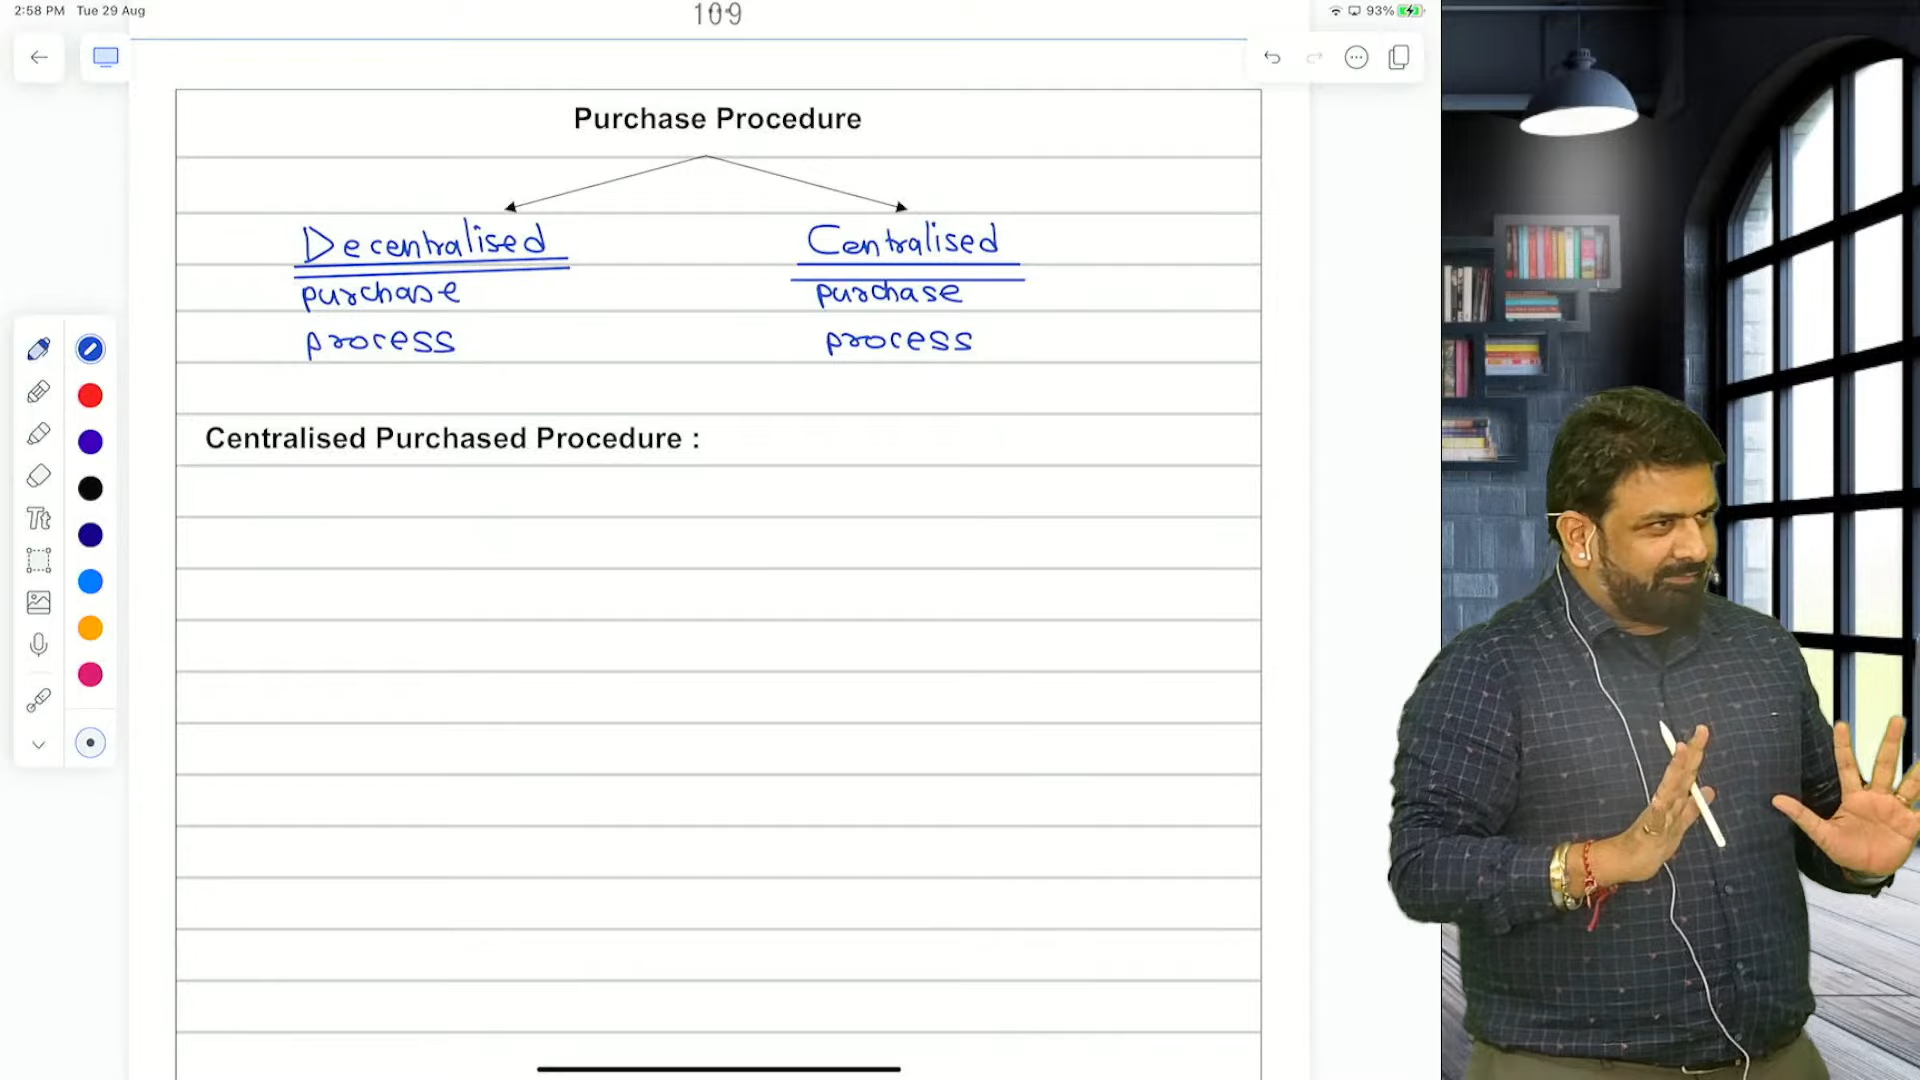 2:58 PM Tue 29 Aug
109
93%
Purchase Procedure
Decentralised
purchase
process
Centralised
purchase
process
Centralised Purchased Procedure :
Tt